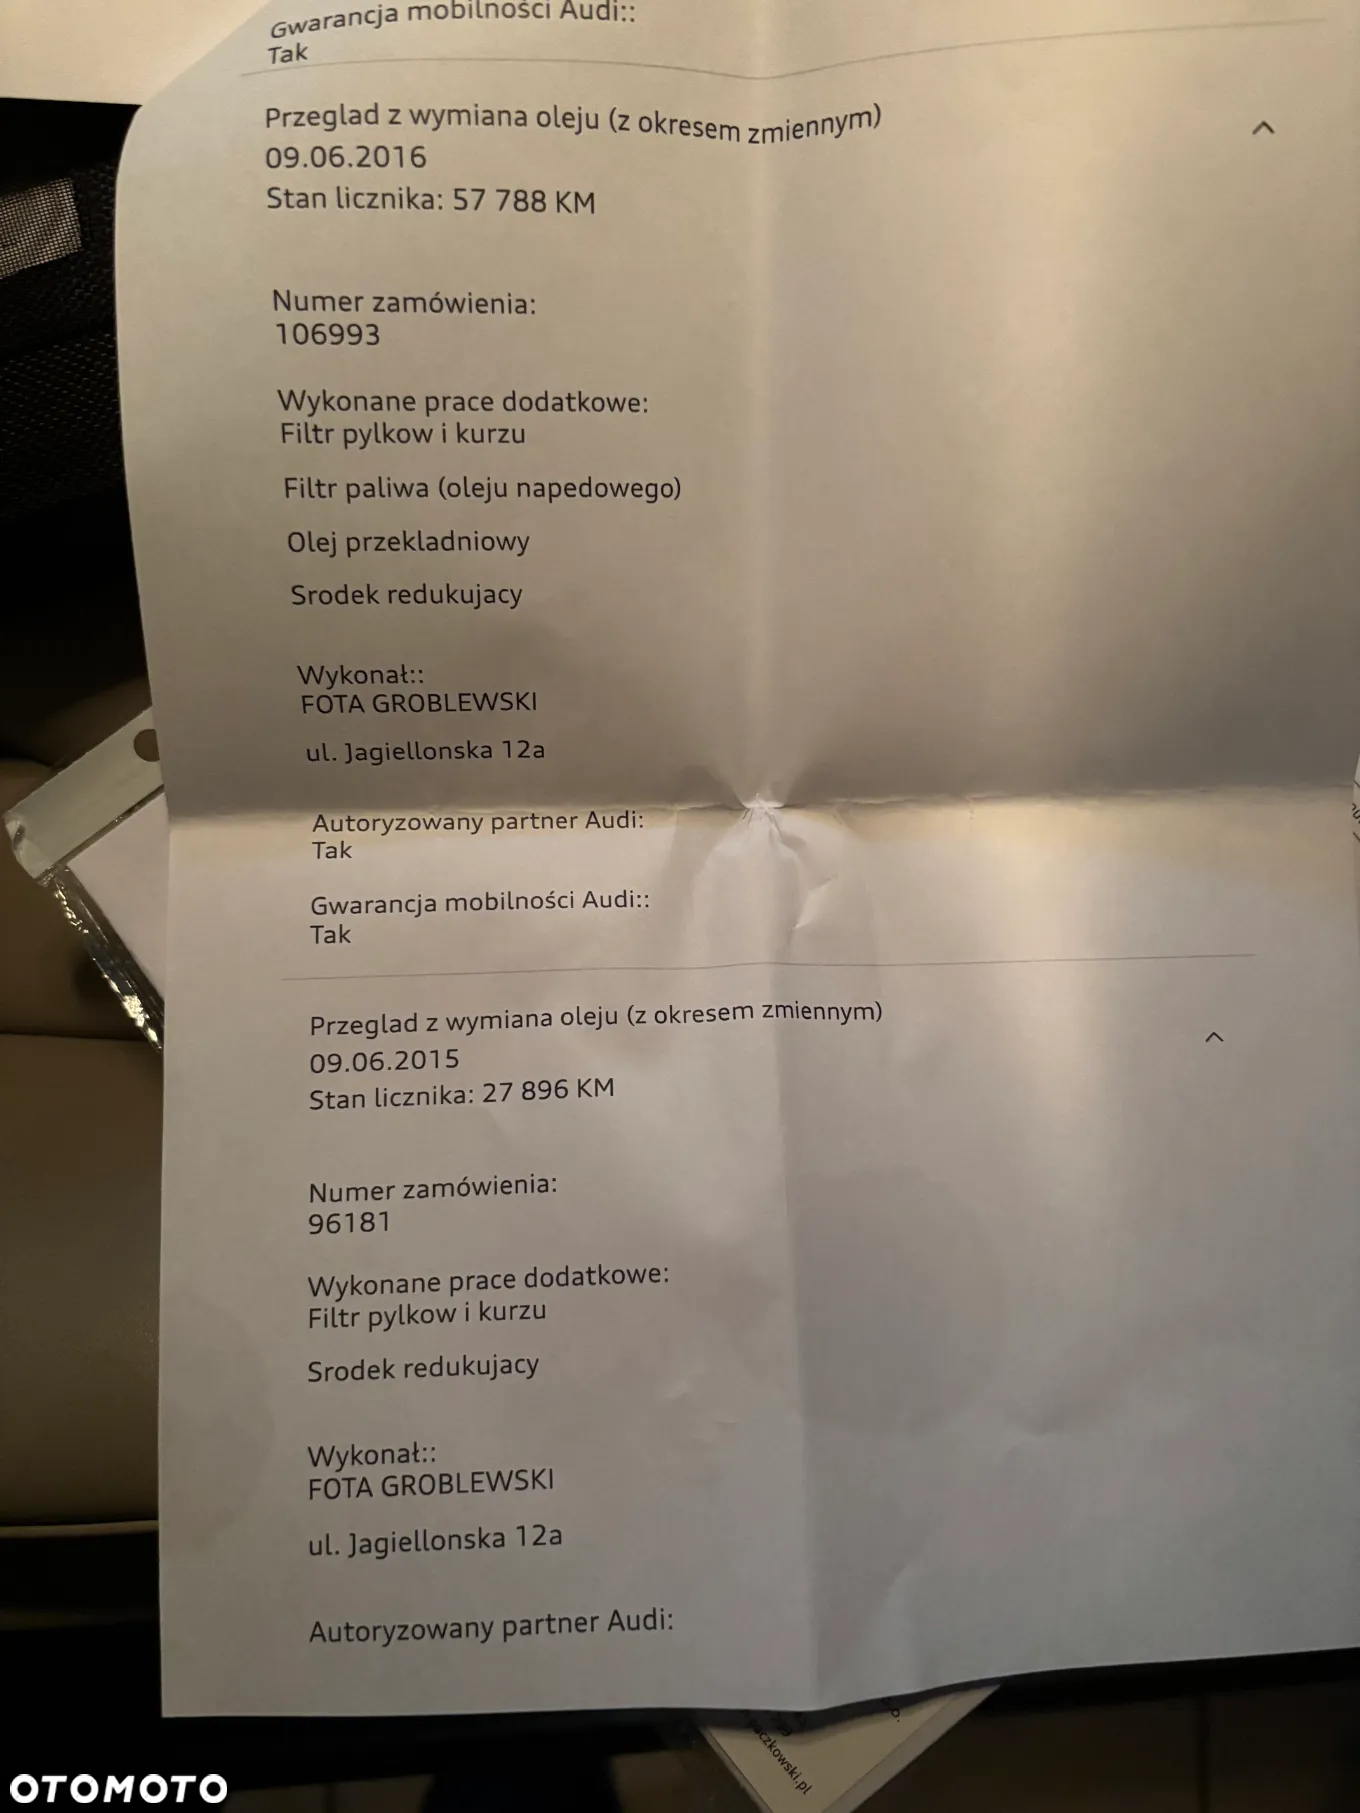 Gwarancja mobilności Audi::
Tak
Przeglad z wymiana oleju (z okresem zmiennym)
09.06.2016
Stan licznika: 57 788 KM
Numer zamówienia:
106993
Wykonane prace dodatkowe:
Filtr pylkow i kurzu
Filtr paliwa (oleju napedowego)
Olej przekladniowy
Srodek redukujacy
Wykonał::
FOTA GROBLEWSKI
ul. Jagiellonska 12a
Autoryzowany partner Audi:
Tak
Gwarancja mobilności Audi::
Tak
Przeglad z wymiana oleju (z okresem zmiennym)
09.06.2015
Stan licznika: 27 896 KM
Numer zamówienia:
96181
Wykonane prace dodatkowe:
Filtr pylkow i kurzu
Srodek redukujacy
Wykonał::
FOTA GROBLEWSKI
ul. Jagiellonska 12a
Autoryzowany partner Audi:
OTOMOTO